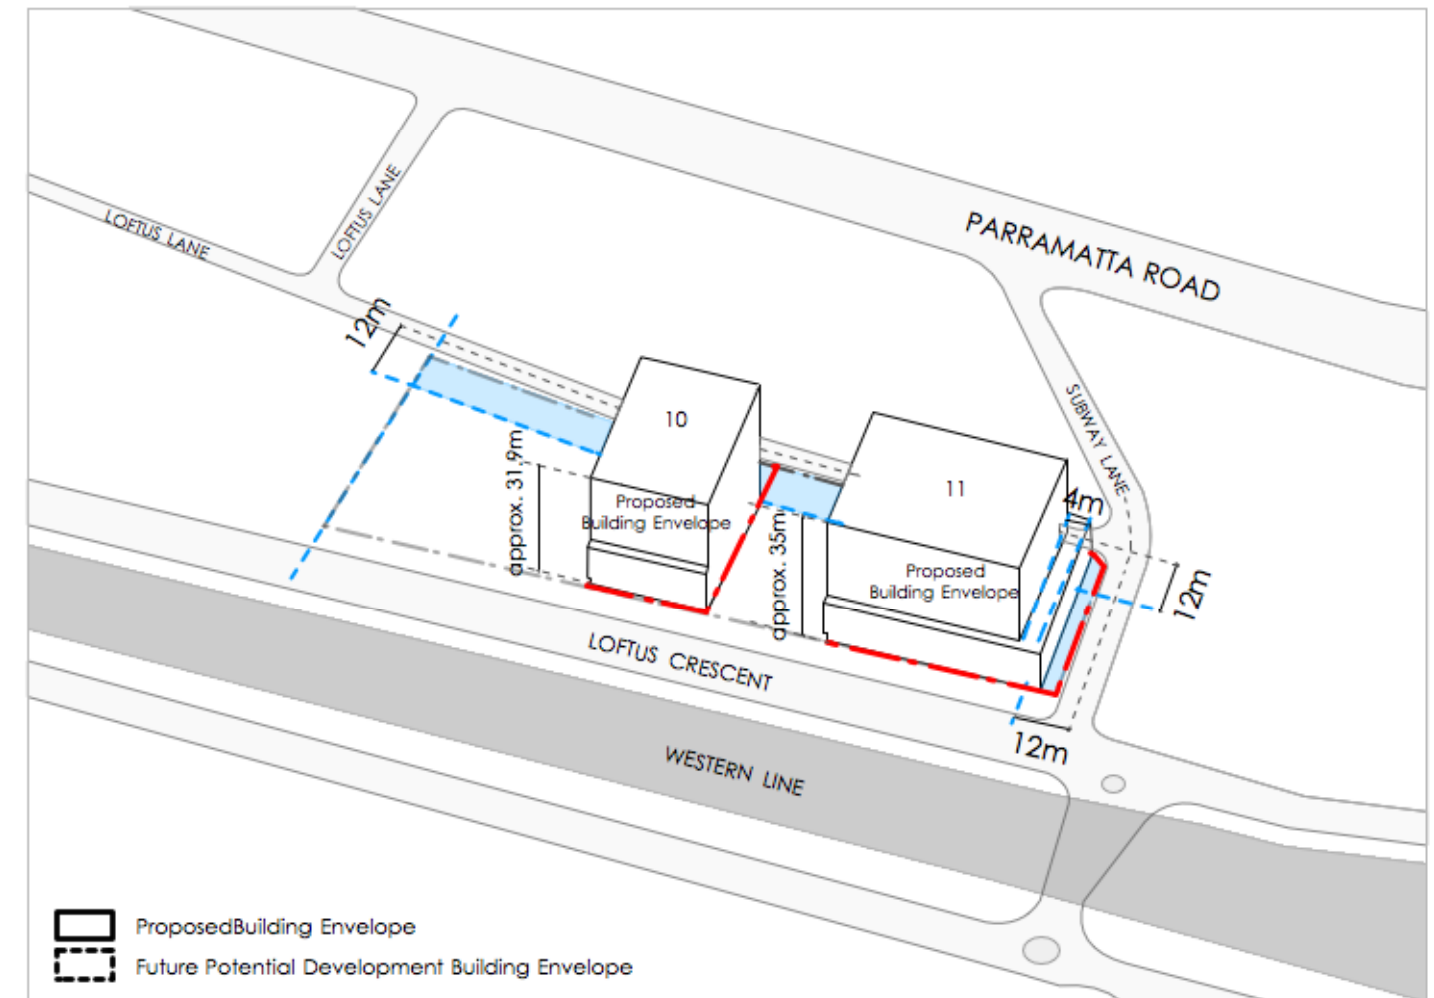 PARRAMATTA ROAD
LOFTUS LANE
LOFTUS LANE
12m
SUBWAY LANE
10
11
4m
approx. 31.9m
Proposed
Building Envelope
approx. 35m
Proposed
Building Envelope
12m
LOFTUS CRESCENT
12m
WESTERN LINE
ProposedBuilding Envelope
Future Potential Development Building Envelope